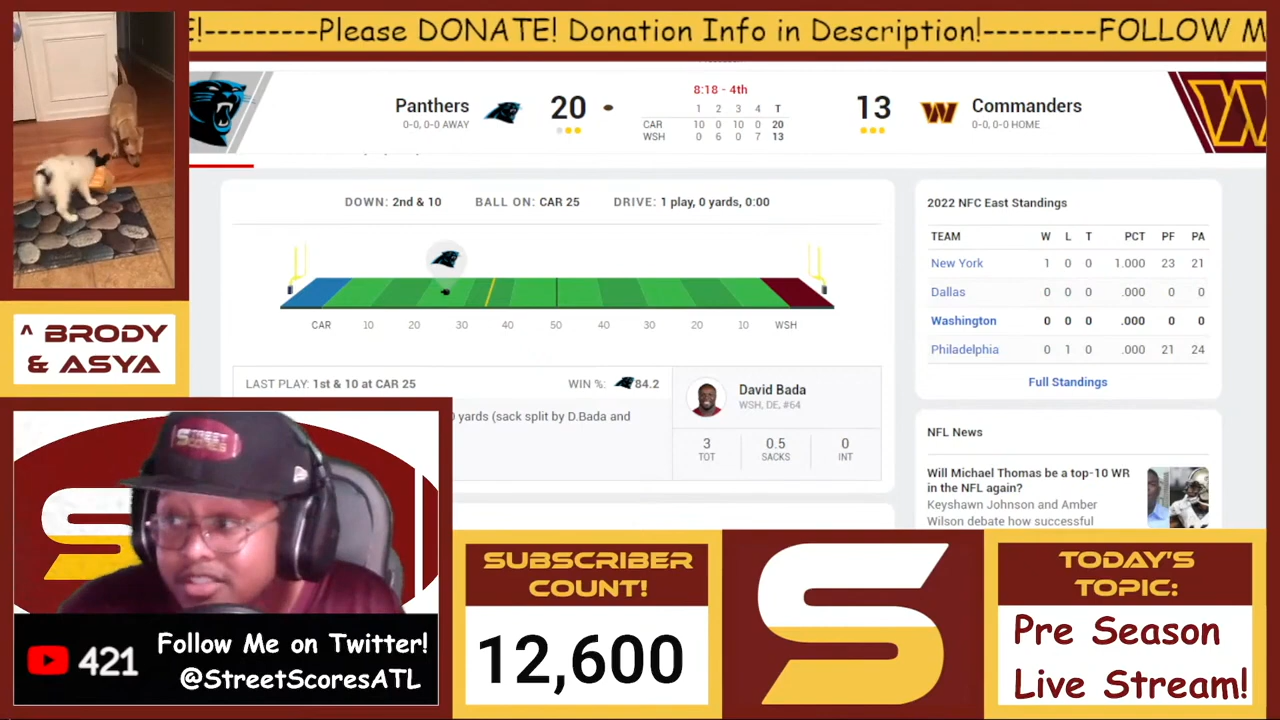 E!---------Please DONATE! Donation Info in Description!---------FOLLOW M
Panthers
0-0, 0-0 AWAY
20
8:18 - 4th
1 2 3 4 T
CAR 10 0 10 0 20
WSH 0 6 0 7 13
13
Commanders
0-0, 0-0 HOME
DOWN: 2nd & 10 BALL ON: CAR 25 DRIVE: 1 play, 0 yards, 0:00
CAR 10 20 30 40 50 40 30 20 10 WSH
LAST PLAY: 1st & 10 at CAR 25
WIN %: 84.2
yards (sack split by D.Bada and
David Bada
WSH, DE, #64
3 0.5 0
TOT SACKS INT
2022 NFC East Standings
TEAM W L T PCT PF PA
New York 1 0 0 1.000 23 21
Dallas 0 0 0 .000 0 0
Washington 0 0 0 .000 0 0
Philadelphia 0 1 0 .000 21 24
Full Standings
NFL News
Will Michael Thomas be a top-10 WR
in the NFL again?
Keyshawn Johnson and Amber
Wilson debate how successful
^ BRODY
& ASYA
STREET
SCORES
421
Follow Me on Twitter!
@StreetScoresATL
SUBSCRIBER
COUNT!
12,600
TODAY'S
TOPIC:
Pre Season
Live Stream!